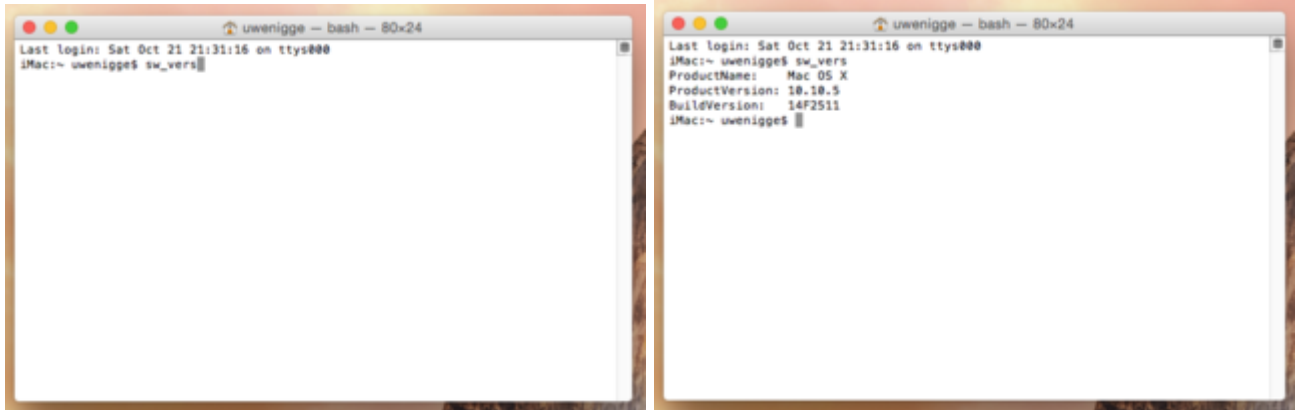 uwenigge — bash — 80×24
Last login: Sat Oct 21 21:31:16 on ttys000
iMac:~ uwenigge$ sw_vers
uwenigge — bash — 80×24
Last login: Sat Oct 21 21:31:16 on ttys000
iMac:~ uwenigge$ sw_vers
ProductName:    Mac OS X
ProductVersion: 10.10.5
BuildVersion:   14F2511
iMac:~ uwenigge$